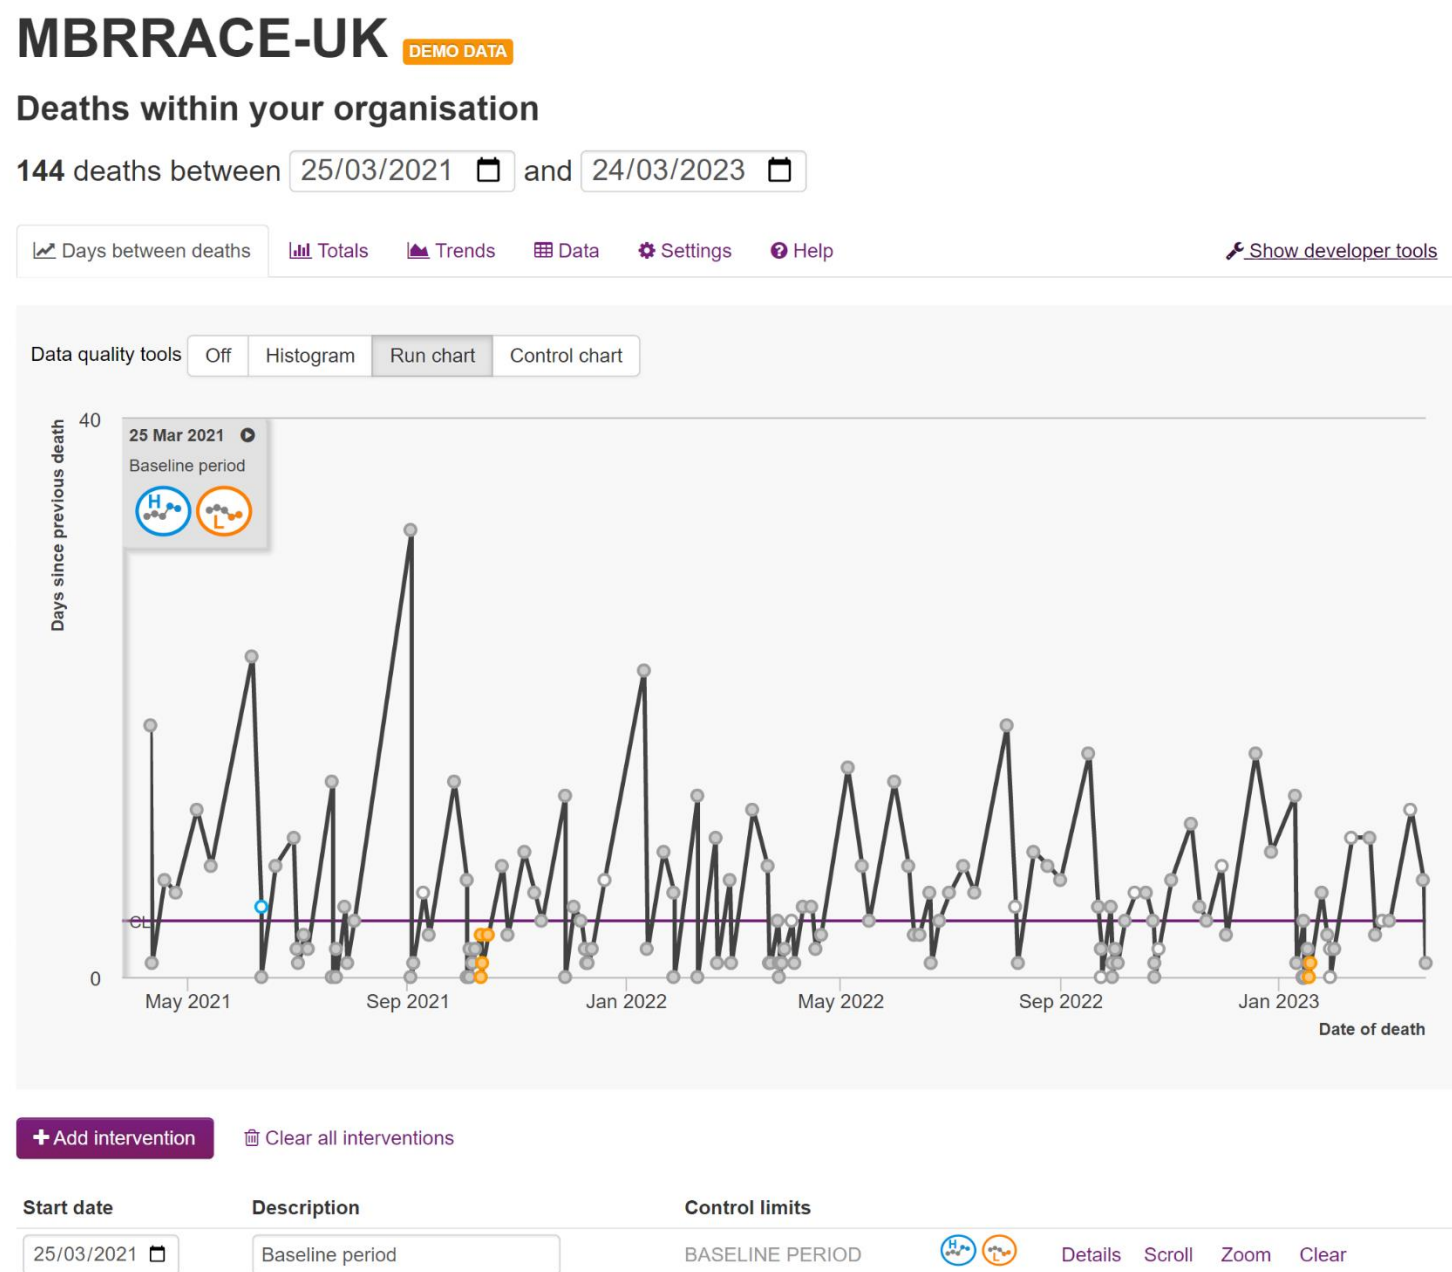 MBRRACE-UK DEMO DATA
Deaths within your organisation
144 deaths between 25/03/2021 and 24/03/2023
Days between deaths Totals Trends Data Settings Help Show developer tools
Data quality tools Off Histogram Run chart Control chart
Days since previous death
40
25 Mar 2021
Baseline period
H L
CL
0
May 2021 Sep 2021 Jan 2022 May 2022 Sep 2022 Jan 2023
Date of death
Add intervention Clear all interventions
Start date Description Control limits
25/03/2021 Baseline period BASELINE PERIOD H L Details Scroll Zoom Clear